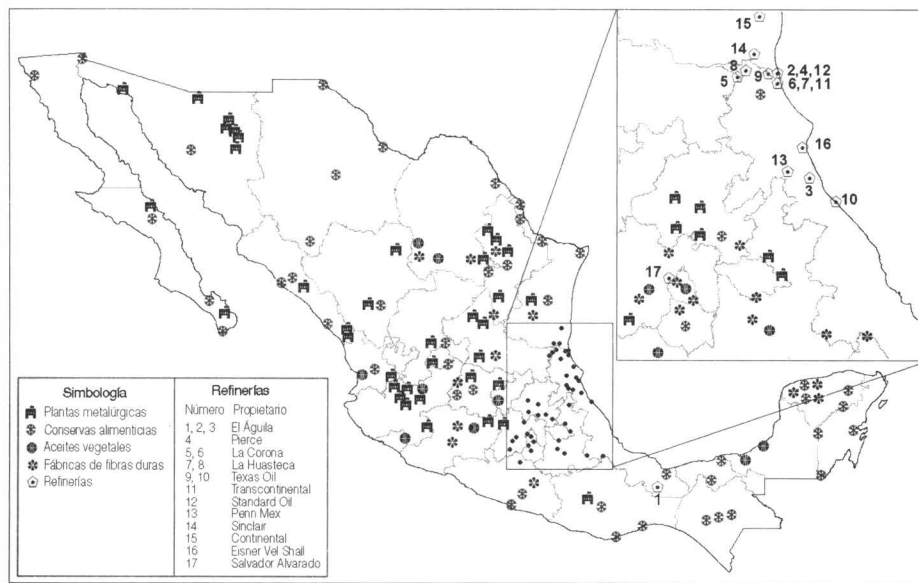 15
14
8
9
2,4,12
5
6,7,11
16
13
3
10
17
1
Simbología
Plantas metalúrgicas
Conservas alimenticias
Aceites vegetales
Fábricas de fibras duras
Refinerías
Refinerías
Número Propietario
1, 2, 3 El Águila
4 Pierce
5, 6 La Corona
7, 8 La Huasteca
9, 10 Texas Oil
11 Transcontinental
12 Standard Oil
13 Penn Mex
14 Sinclair
15 Continental
16 Eisner Vel Shail
17 Salvador Alvarado